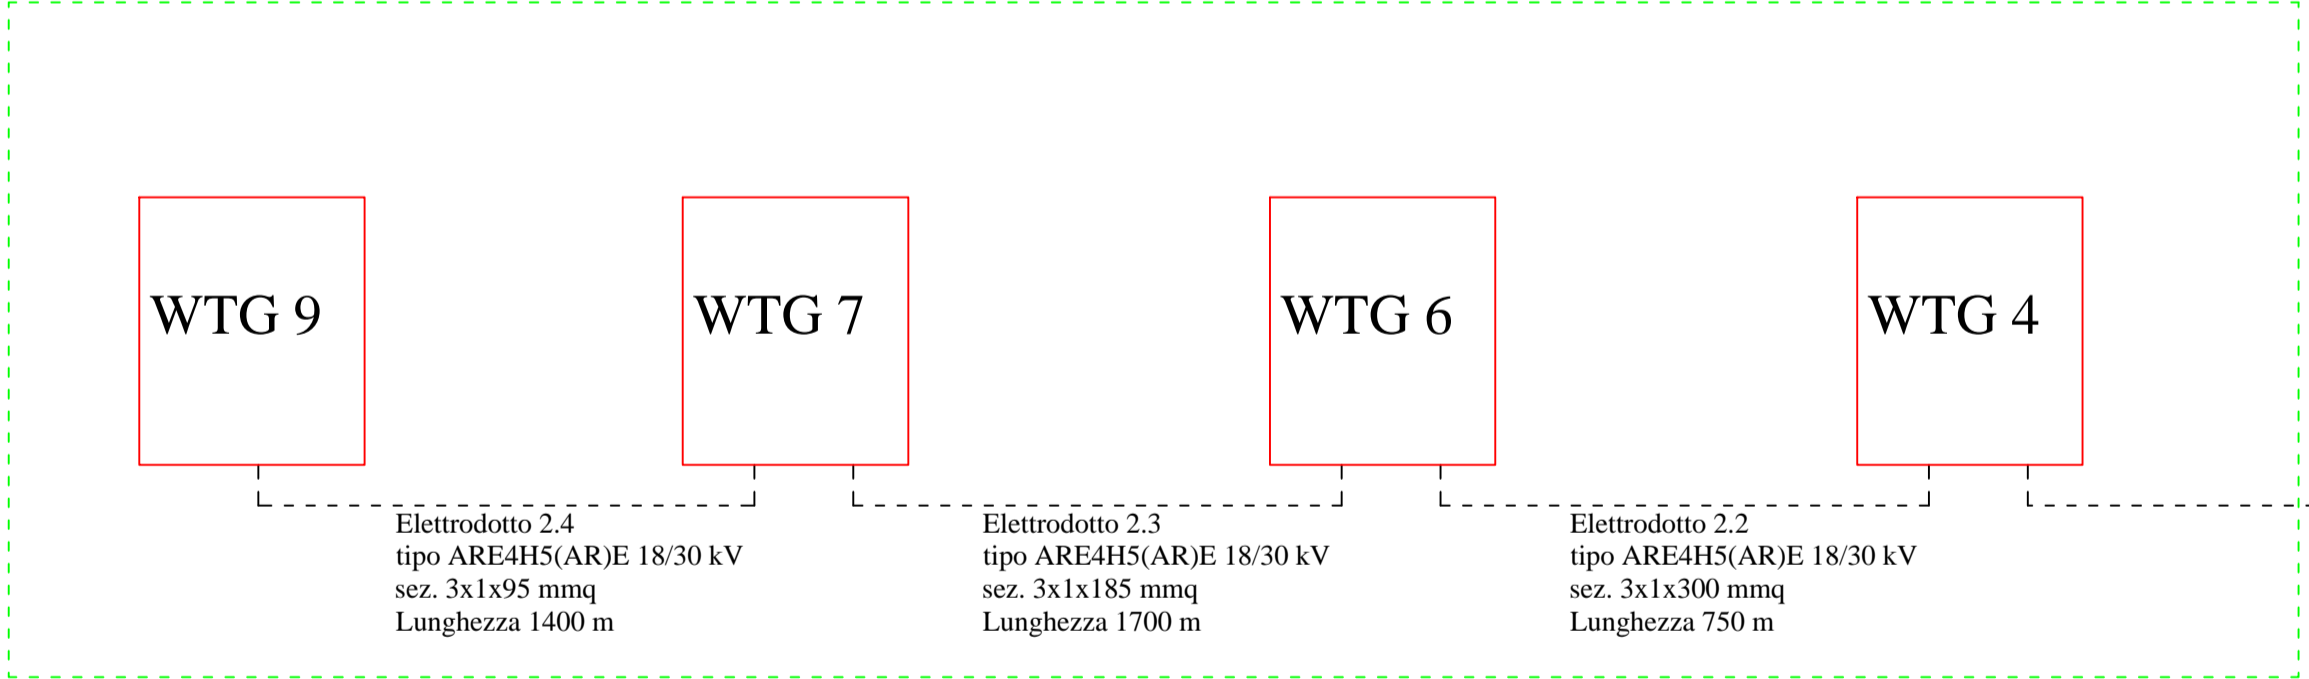 WTG 9
WTG 7
WTG 6
WTG 4
Elettrodotto 2.4
tipo ARE4H5(AR)E 18/30 kV
sez. 3x1x95 mmq
Lunghezza 1400 m
Elettrodotto 2.3
tipo ARE4H5(AR)E 18/30 kV
sez. 3x1x185 mmq
Lunghezza 1700 m
Elettrodotto 2.2
tipo ARE4H5(AR)E 18/30 kV
sez. 3x1x300 mmq
Lunghezza 750 m